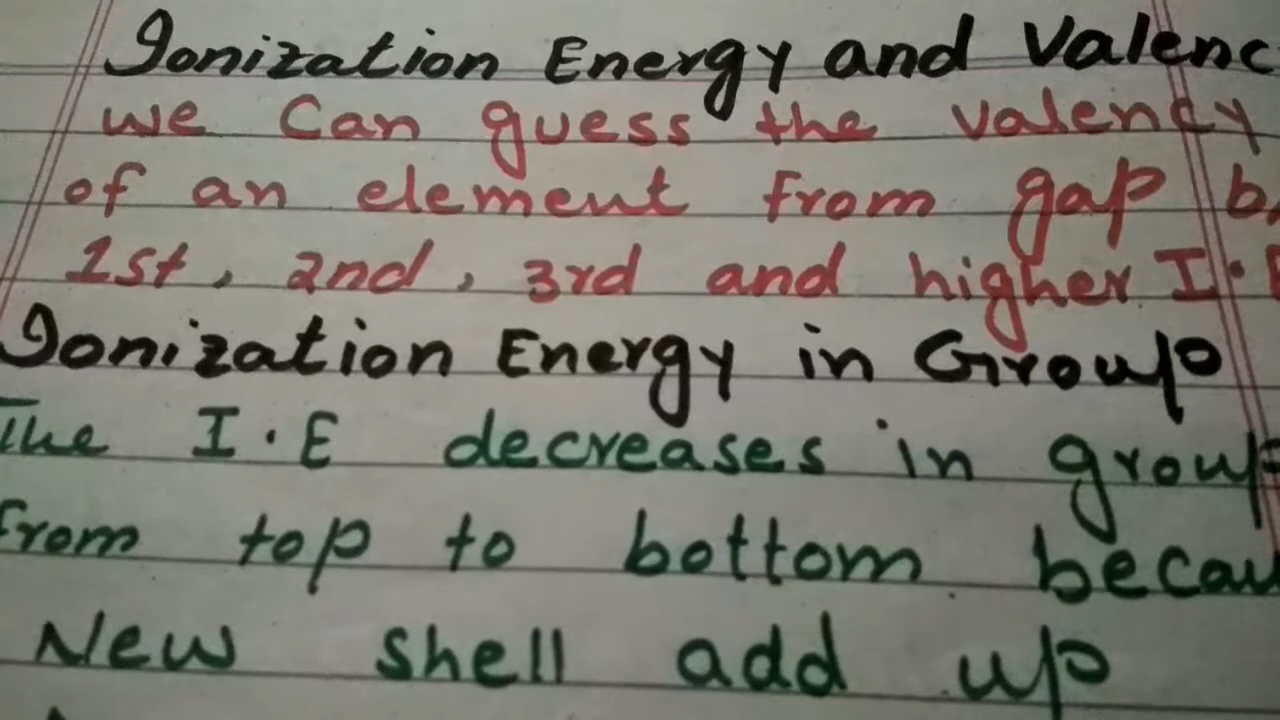 Ionization Energy and Valenc
we can guess the valency
of an element from gap b
1st, 2nd, 3rd and higher I.E
Ionization Energy in Group
The I.E decreases in group
from top to bottom becau
New shell add up